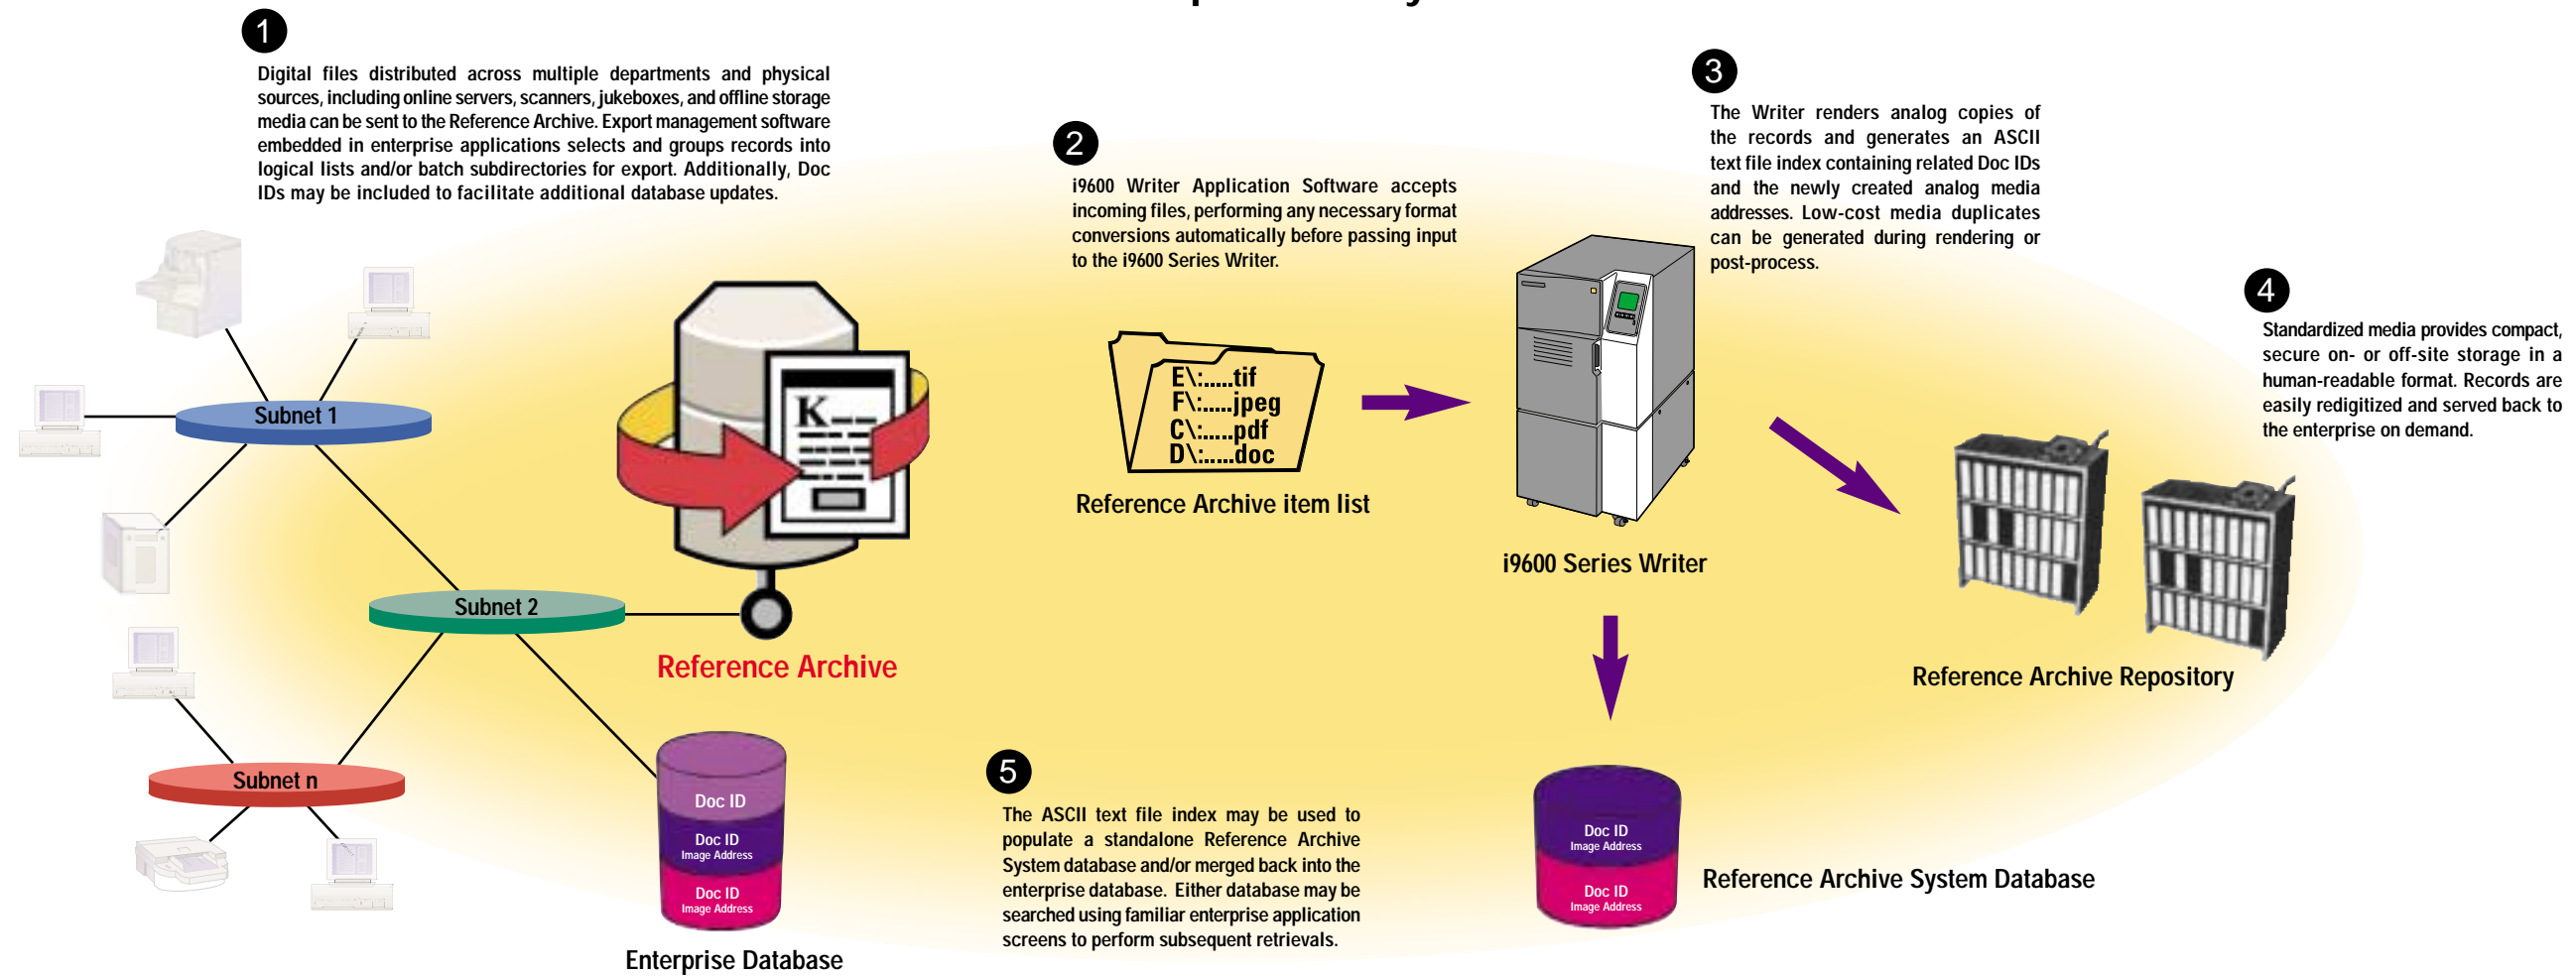 1
Digital files distributed across multiple departments and physical
sources, including online servers, scanners, jukeboxes, and offline storage
media can be sent to the Reference Archive. Export management software
embedded in enterprise applications selects and groups records into
logical lists and/or batch subdirectories for export. Additionally, Doc
IDs may be included to facilitate additional database updates.
2
i9600 Writer Application Software accepts
incoming files, performing any necessary format
conversions automatically before passing input
to the i9600 Series Writer.
3
The Writer renders analog copies of
the records and generates an ASCII
text file index containing related Doc IDs
and the newly created analog media
addresses. Low-cost media duplicates
can be generated during rendering or
post-process.
4
Standardized media provides compact,
secure on- or off-site storage in a
human-readable format. Records are
easily redigitized and served back to
the enterprise on demand.
Subnet 1
Subnet 2
Subnet n
K
Reference Archive
E\:.....tif
F\:.....jpeg
C\:.....pdf
D\:.....doc
Reference Archive item list
i9600 Series Writer
Reference Archive Repository
Doc ID
Doc ID
Image Address
Doc ID
Image Address
Enterprise Database
5
The ASCII text file index may be used to
populate a standalone Reference Archive
System database and/or merged back into the
enterprise database. Either database may be
searched using familiar enterprise application
screens to perform subsequent retrievals.
Doc ID
Image Address
Doc ID
Image Address
Reference Archive System Database